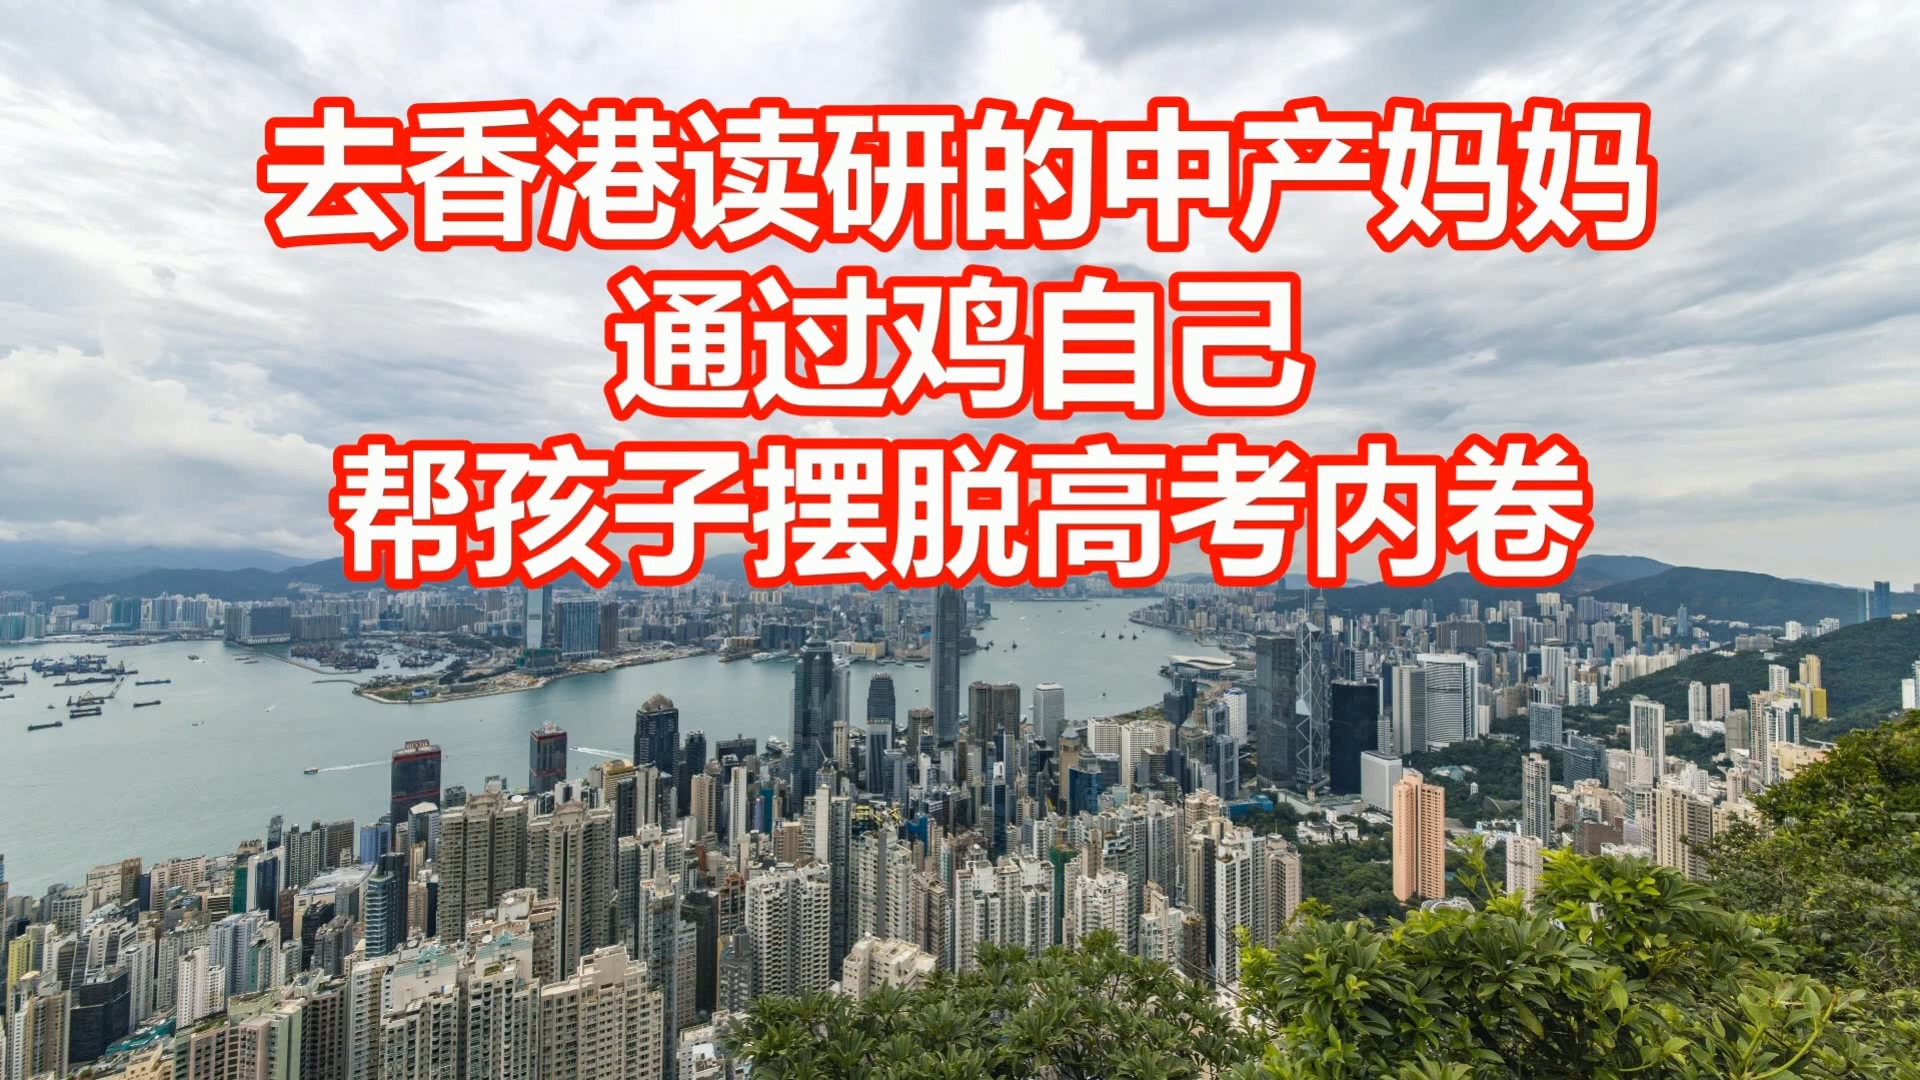 去香港读研的中产妈妈
通过鸡自己
帮孩子摆脱高考内卷